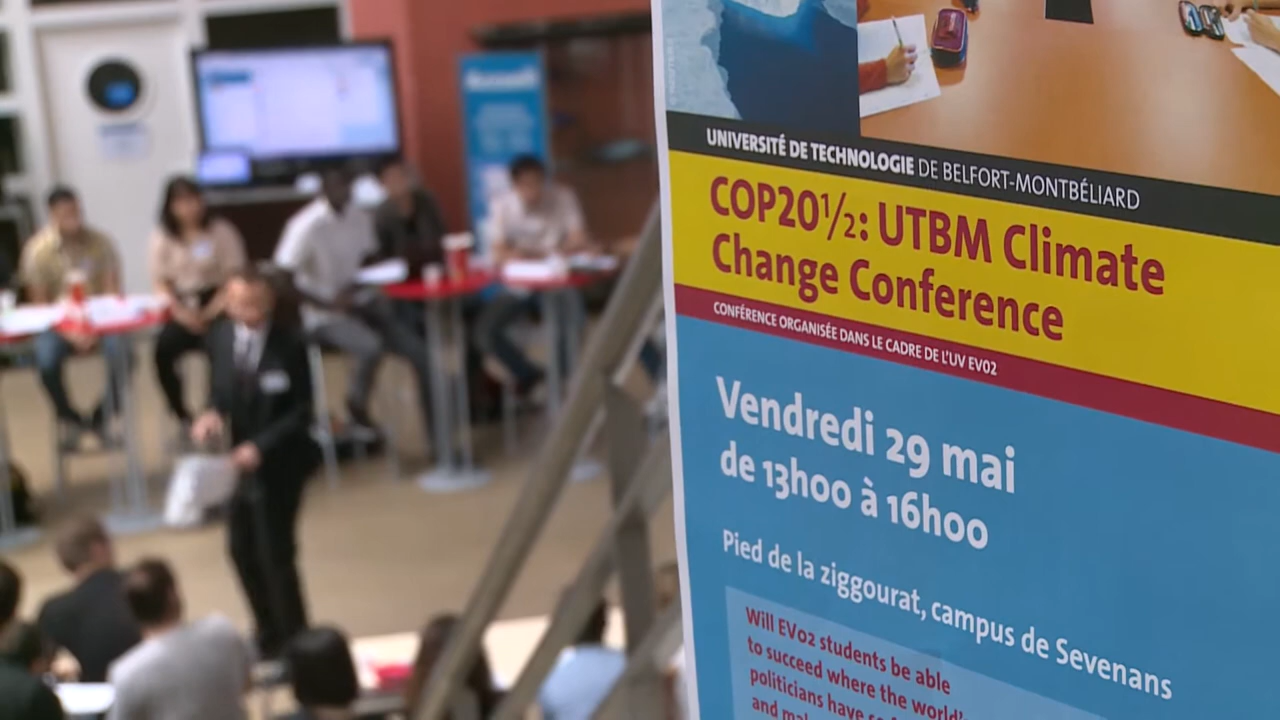 UNIVERSITÉ DE TECHNOLOGIE DE BELFORT-MONTBÉLIARD
COP20½: UTBM Climate
Change Conference
CONFÉRENCE ORGANISÉE DANS LE CADRE DE L'UV EV02
Vendredi 29 mai
de 13h00 à 16h00
Pied de la ziggourat, campus de Sevenans
Will EV02 students be able
to succeed where the world's
politicians have
and